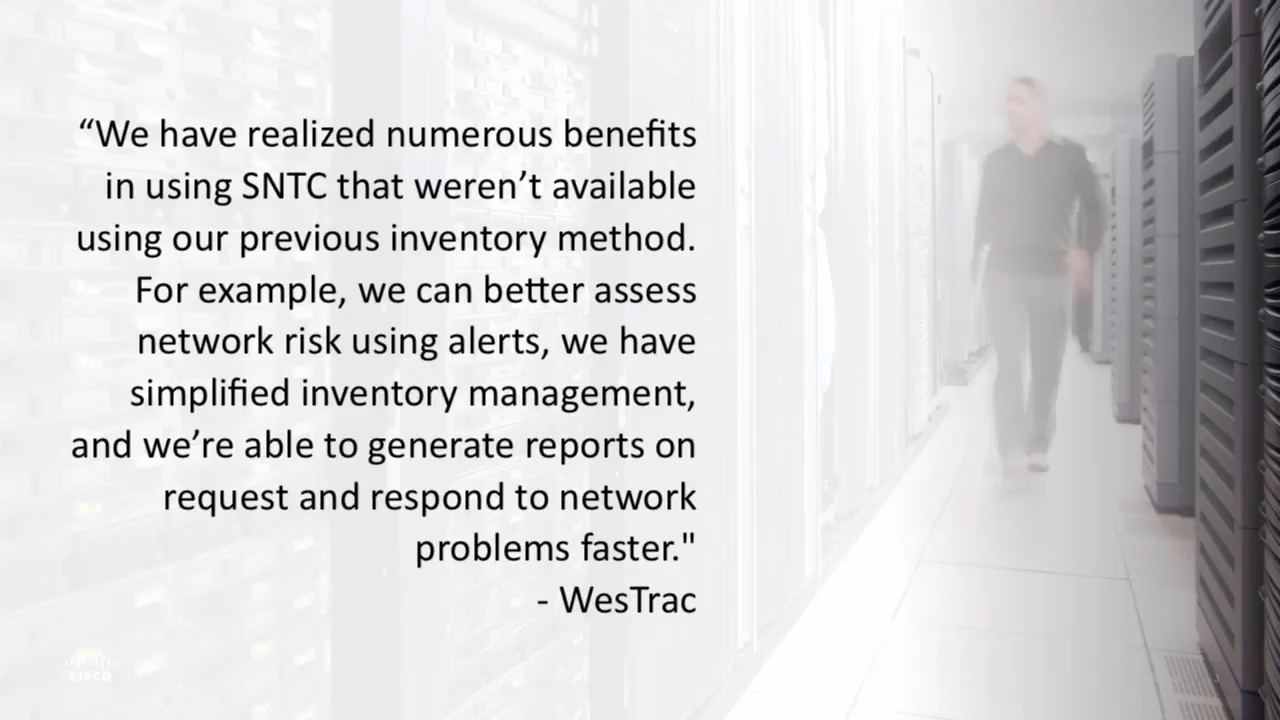 “We have realized numerous benefits
in using SNTC that weren’t available
using our previous inventory method.
For example, we can better assess
network risk using alerts, we have
simplified inventory management,
and we’re able to generate reports on
request and respond to network
problems faster."
- WesTrac
CISCO